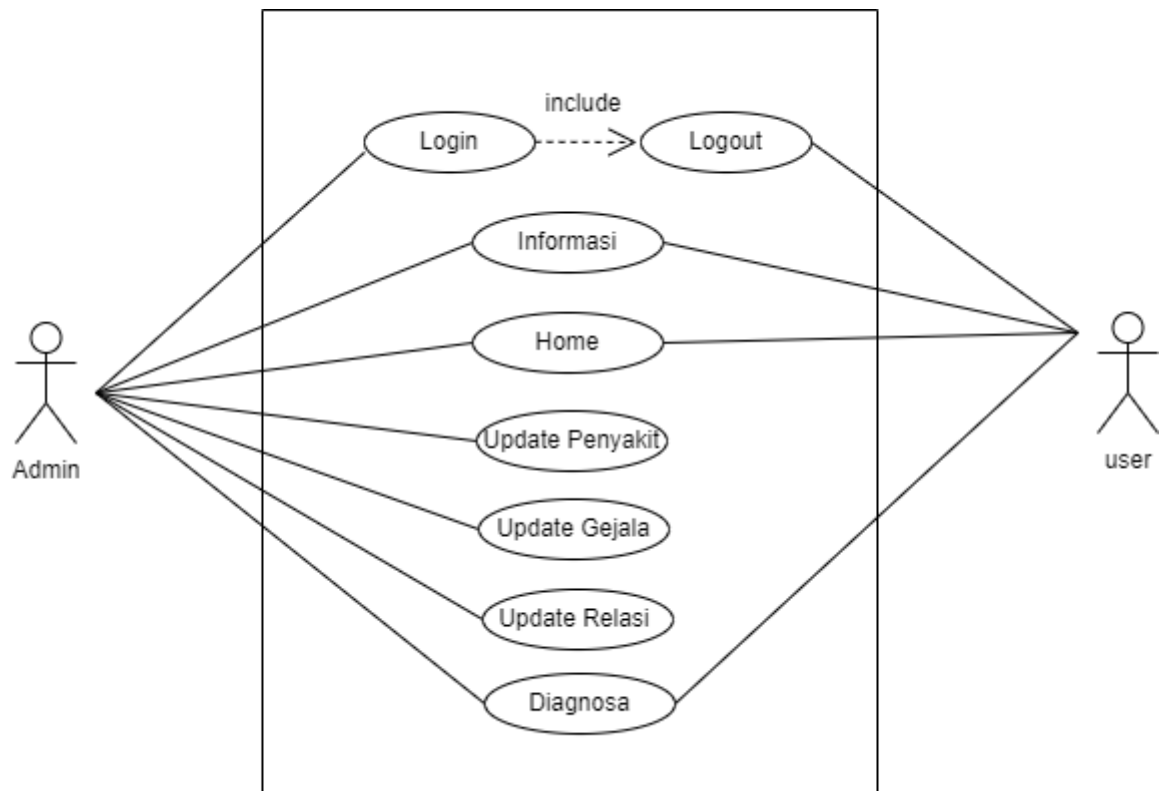 include
Login
Logout
Informasi
Home
Update Penyakit
Admin
user
Update Gejala
Update Relasi
Diagnosa